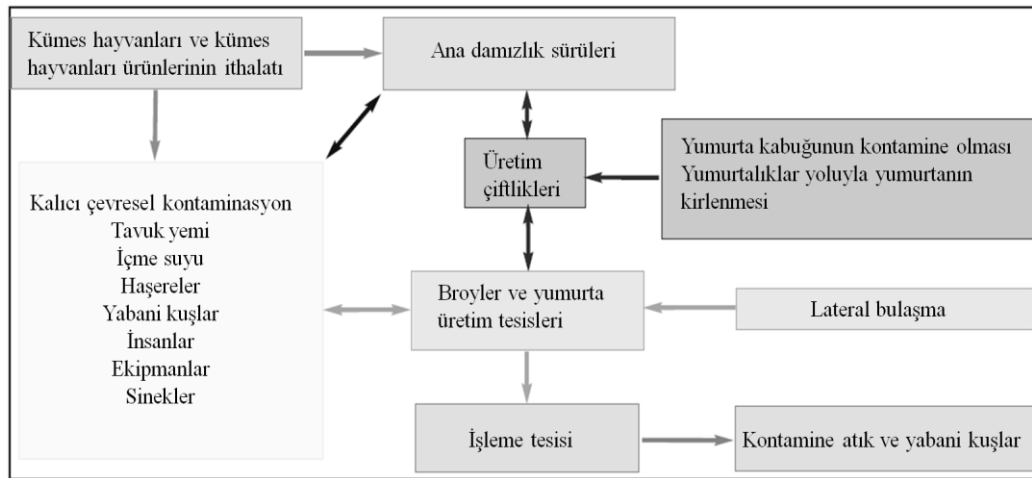 Kümes hayvanları ve kümes
hayvanları ürünlerinin ithalatı
Ana damızlık sürüleri
Üretim
çiftlikleri
Yumurta kabuğunun kontamine olması
Yumurtalıklar yoluyla yumurtanın
kirlenmesi
Kalıcı çevresel kontaminasyon
Tavuk yemi
İçme suyu
Haşereler
Yabani kuşlar
İnsanlar
Ekipmanlar
Sinekler
Broyler ve yumurta
üretim tesisleri
Lateral bulaşma
İşleme tesisi
Kontamine atık ve yabani kuşlar